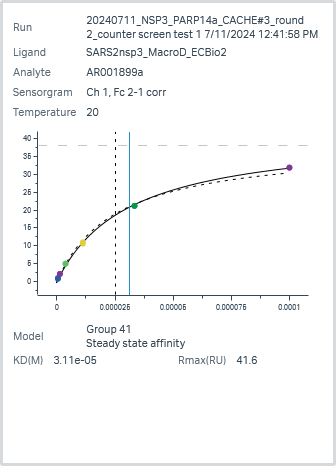 Run 20240711_NSP3_PARP14a_CACHE#3_round
2_counter screen test 1 7/11/2024 12:41:58 PM
Ligand SARS2nsp3_MacroD_ECBio2
Analyte AR001899a
Sensorgram Ch 1, Fc 2-1 corr
Temperature 20
40
35
30
25
20
15
10
5
0
0 0.000025 0.00005 0.000075 0.0001
Model Group 41
Steady state affinity
KD(M) 3.11e-05 Rmax(RU) 41.6